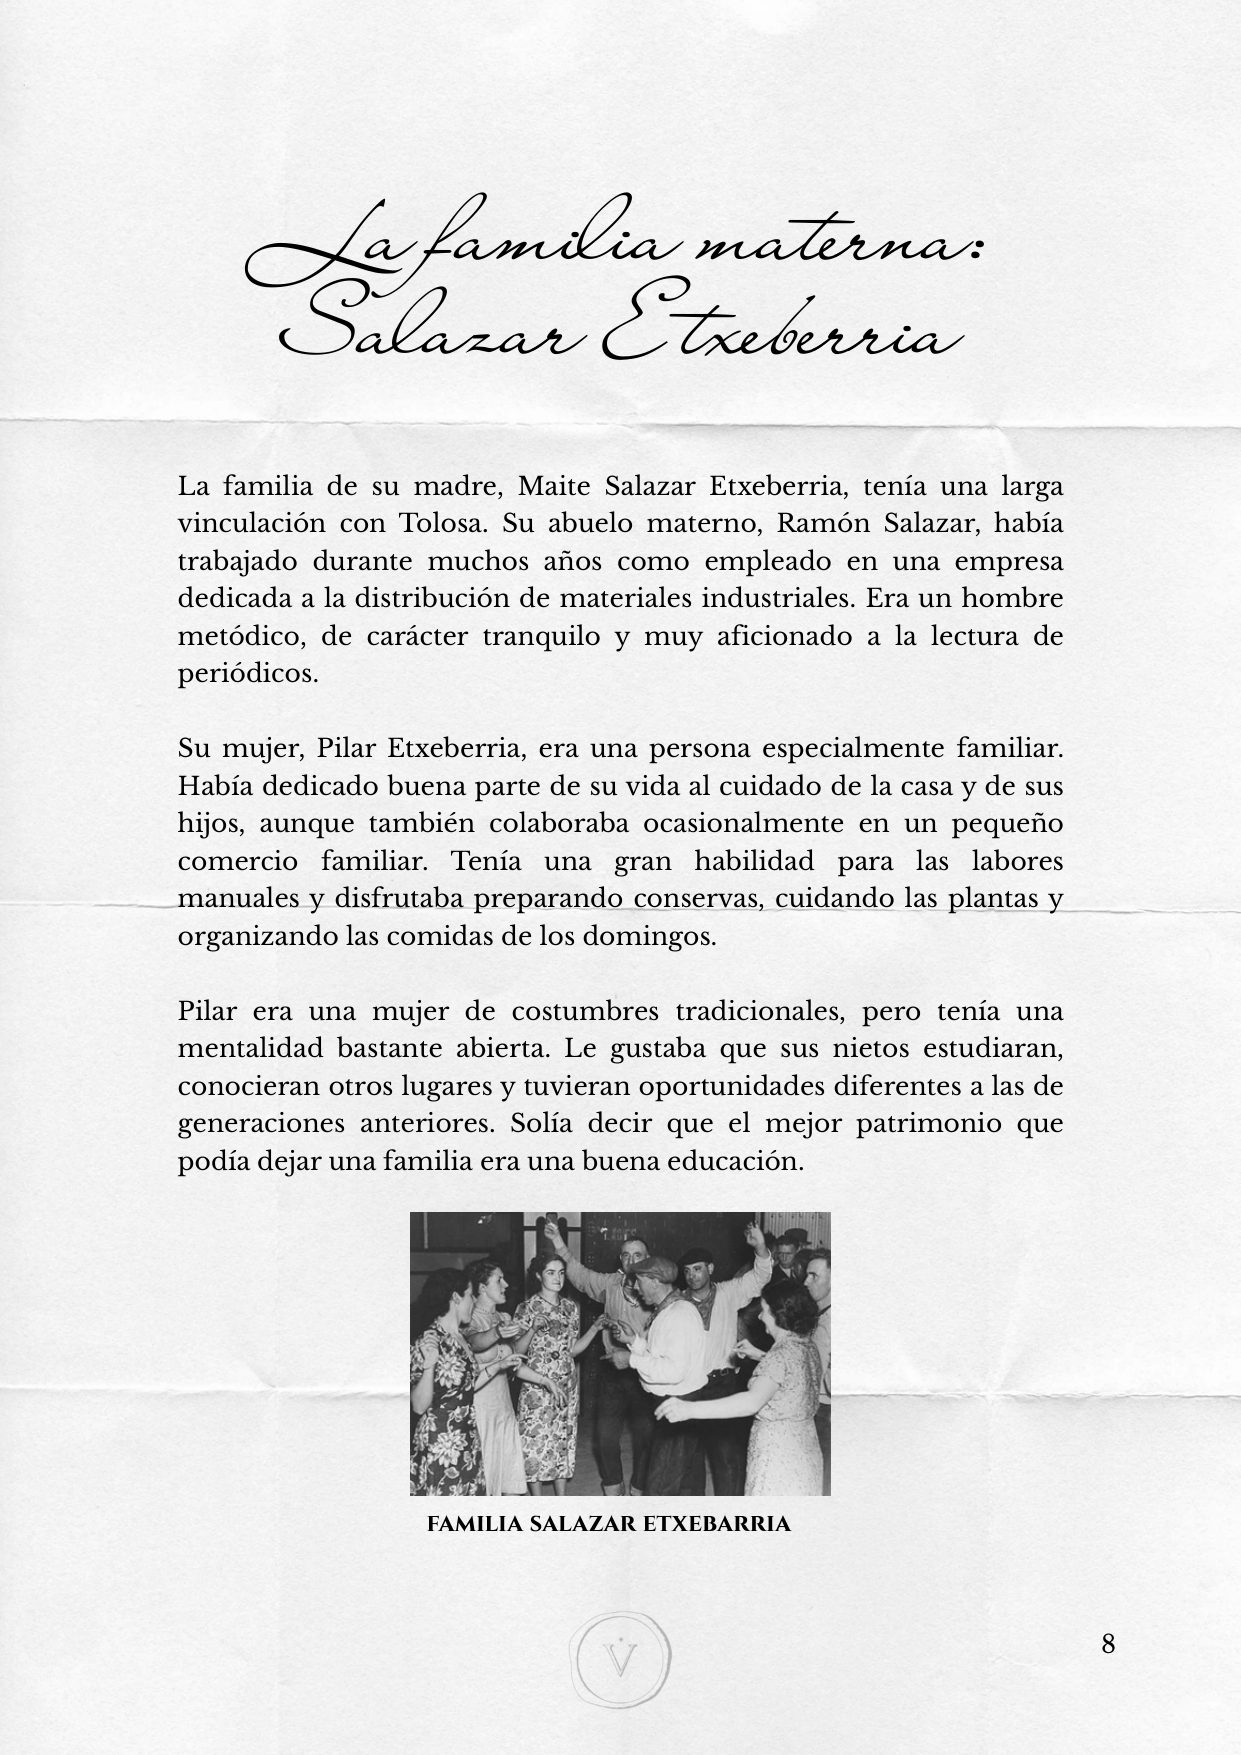 La familia materna:
Salazar Etxeberria
La familia de su madre, Maite Salazar Etxeberria, tenía una larga
vinculación con Tolosa. Su abuelo materno, Ramón Salazar, había
trabajado durante muchos años como empleado en una empresa
dedicada a la distribución de materiales industriales. Era un hombre
metódico, de carácter tranquilo y muy aficionado a la lectura de
periódicos.
Su mujer, Pilar Etxeberria, era una persona especialmente familiar.
Había dedicado buena parte de su vida al cuidado de la casa y de sus
hijos, aunque también colaboraba ocasionalmente en un pequeño
comercio familiar. Tenía una gran habilidad para las labores
manuales y disfrutaba preparando conservas, cuidando las plantas y
organizando las comidas de los domingos.
Pilar era una mujer de costumbres tradicionales, pero tenía una
mentalidad bastante abierta. Le gustaba que sus nietos estudiaran,
conocieran otros lugares y tuvieran oportunidades diferentes a las de
generaciones anteriores. Solía decir que el mejor patrimonio que
podía dejar una familia era una buena educación.
FAMILIA SALAZAR ETXEBARRIA
V
8